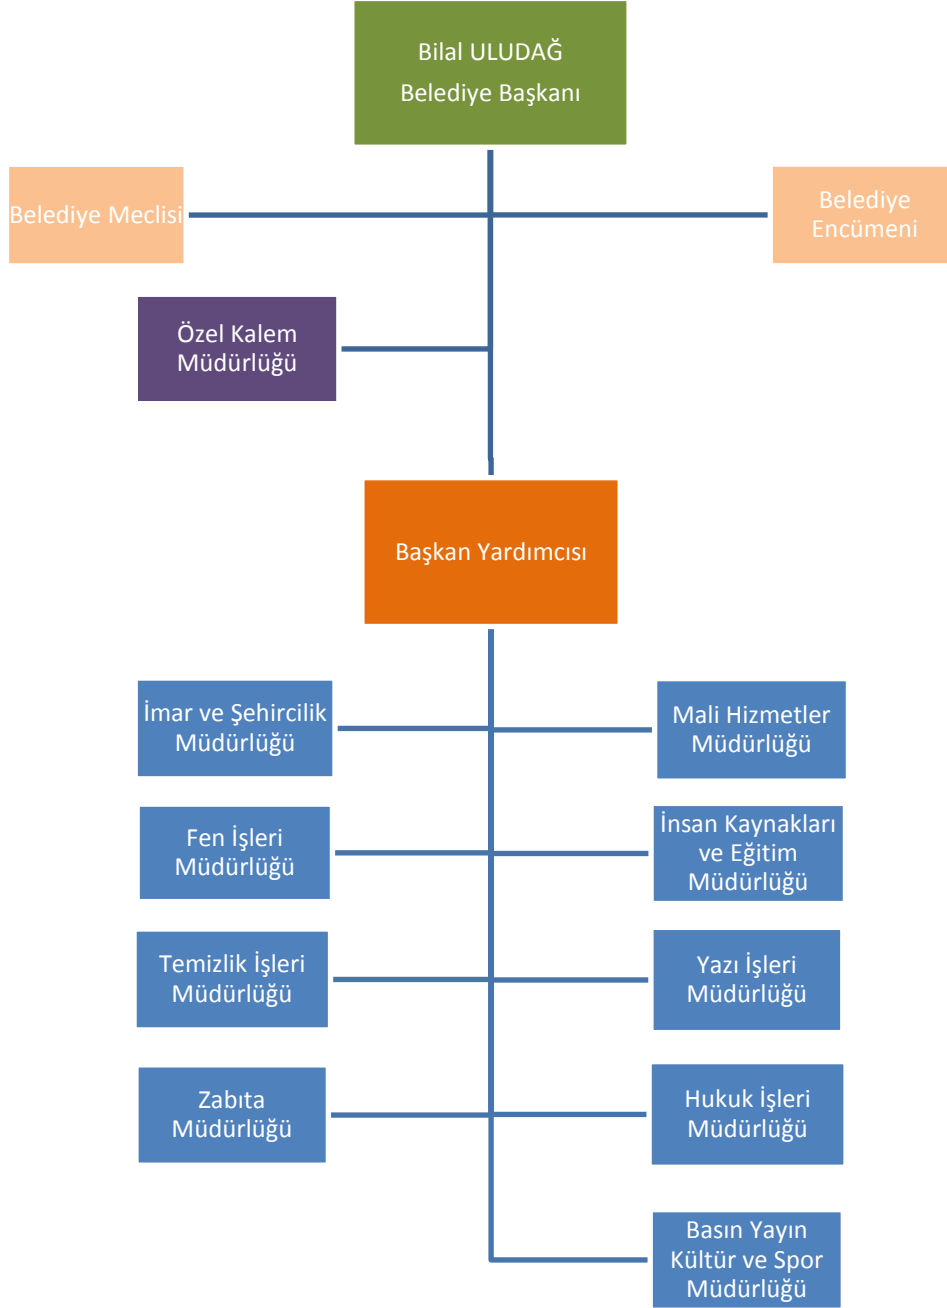 Bilal ULUDAĞ
Belediye Başkanı
Belediye Meclisi
Belediye
Encümeni
Özel Kalem
Müdürlüğü
Başkan Yardımcısı
İmar ve Şehircilik
Müdürlüğü
Mali Hizmetler
Müdürlüğü
Fen İşleri
Müdürlüğü
İnsan Kaynakları
ve Eğitim
Müdürlüğü
Temizlik İşleri
Müdürlüğü
Yazı İşleri
Müdürlüğü
Zabıta
Müdürlüğü
Hukuk İşleri
Müdürlüğü
Basın Yayın
Kültür ve Spor
Müdürlüğü